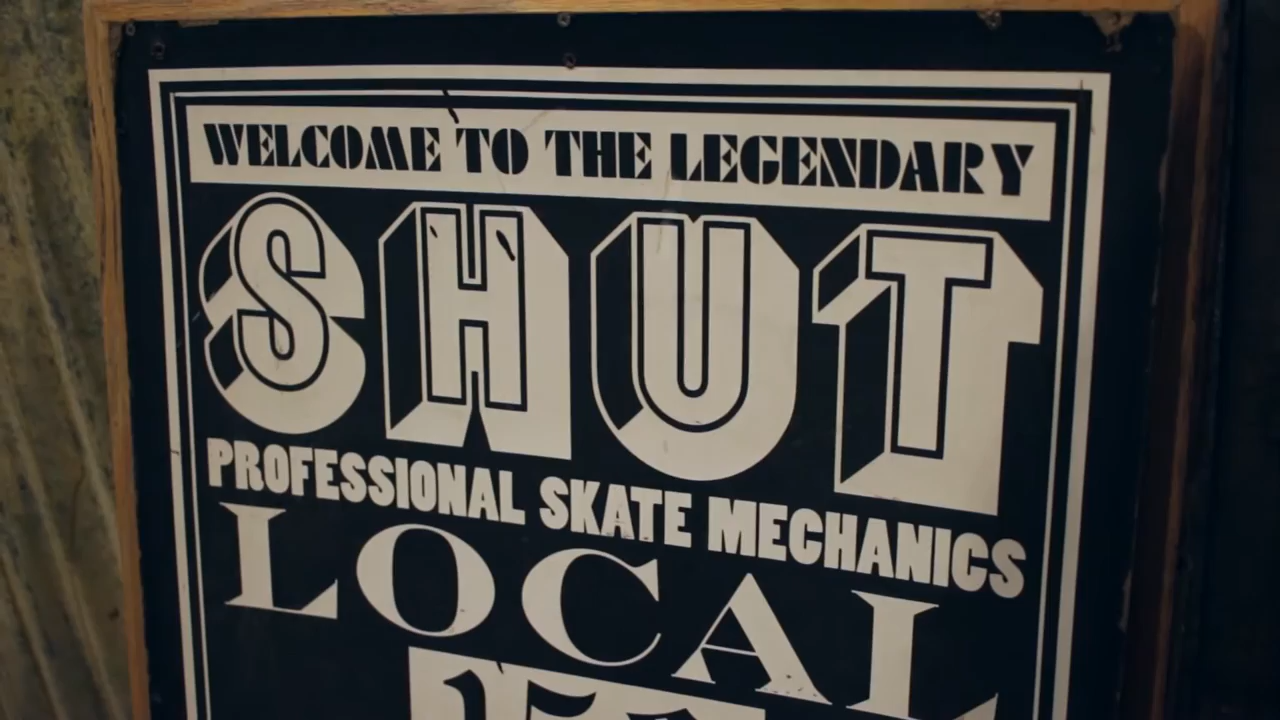 WELCOME TO THE LEGENDARY
SHUT
PROFESSIONAL SKATE MECHANICS
LOCAL